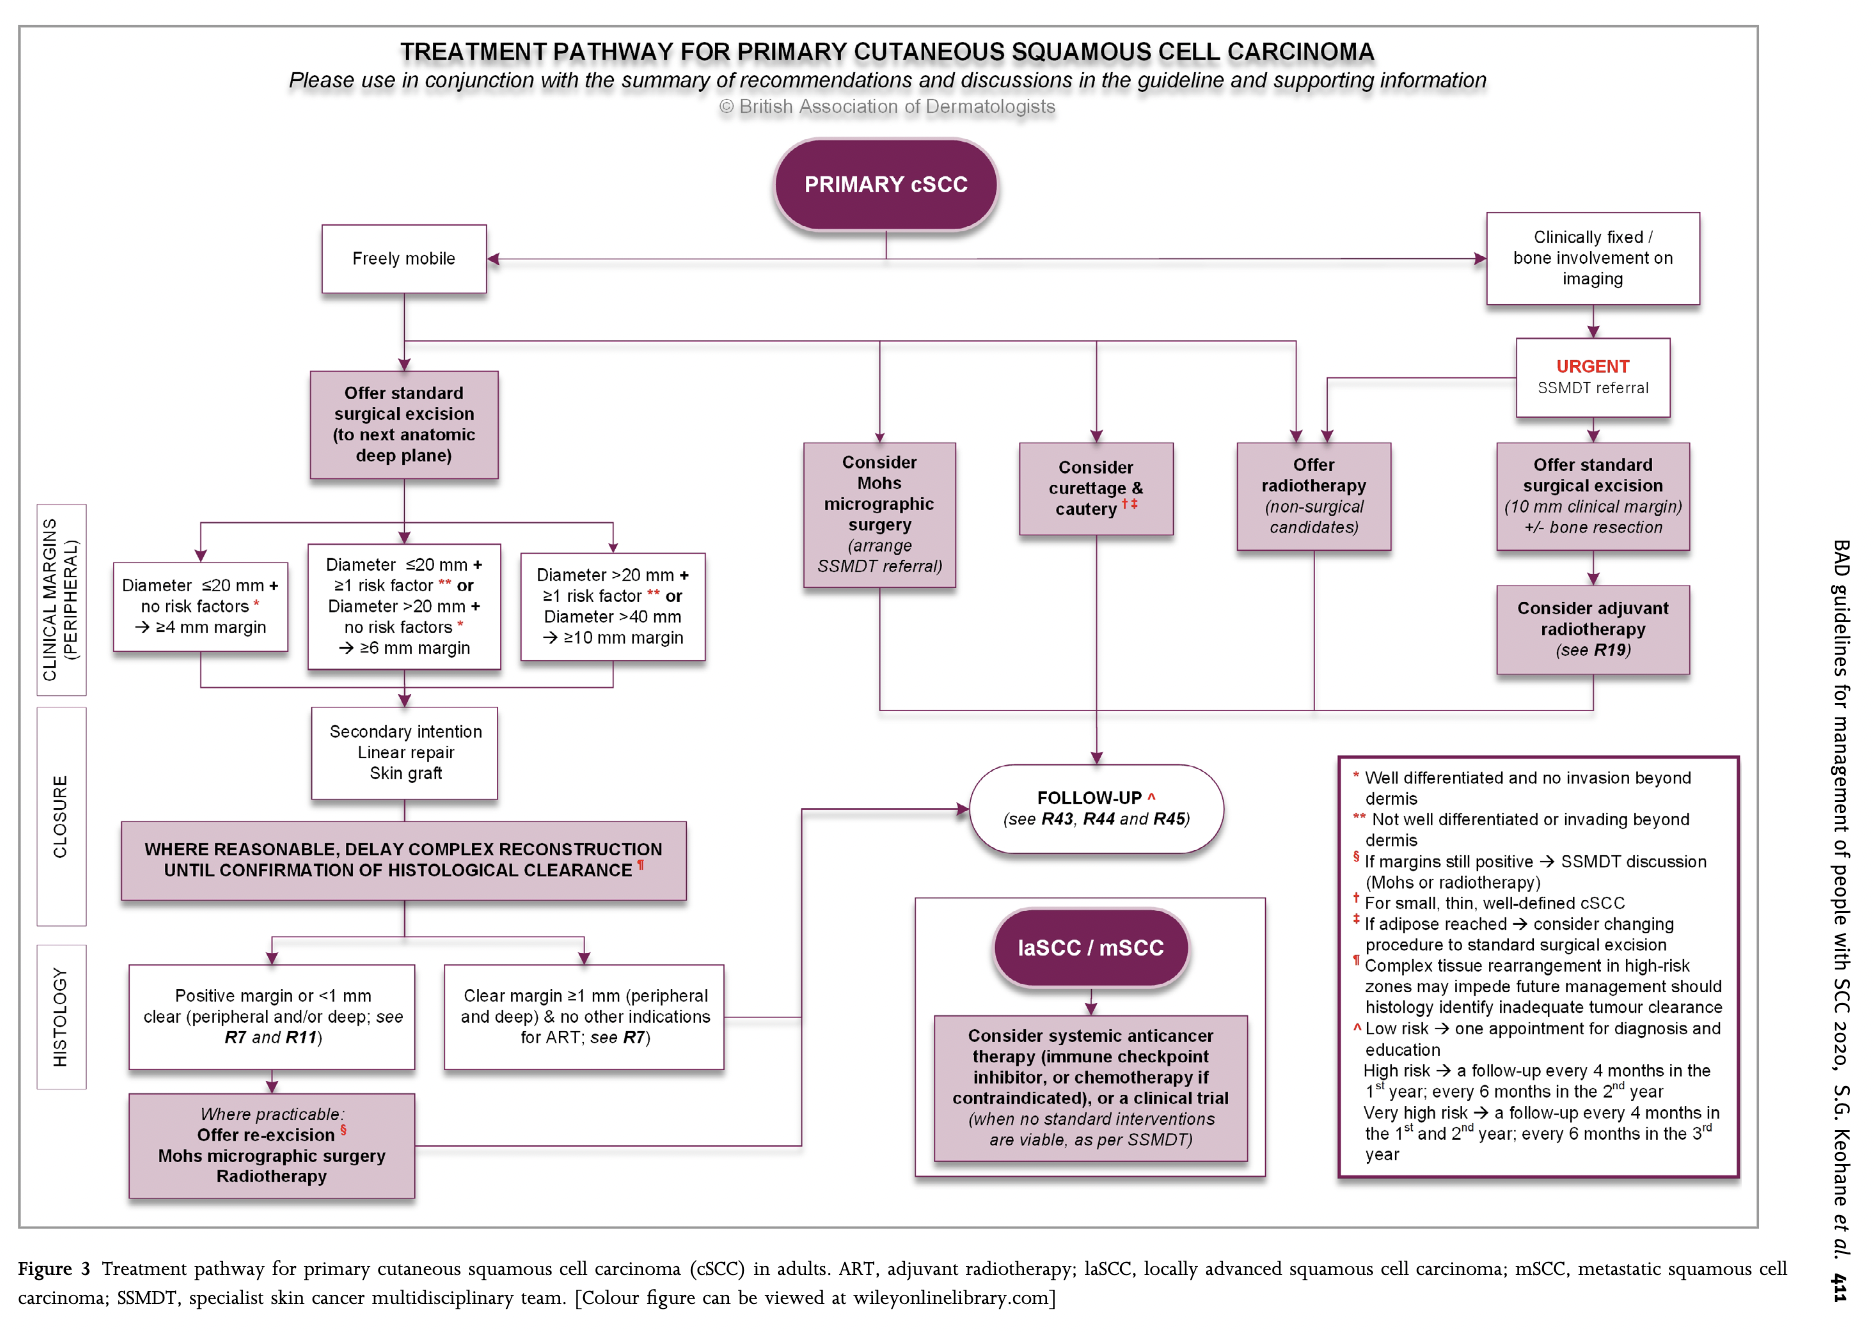 TREATMENT PATHWAY FOR PRIMARY CUTANEOUS SQUAMOUS CELL CARCINOMA
Please use in conjunction with the summary of recommendations and discussions in the guideline and supporting information
© British Association of Dermatologists
PRIMARY cSCC
Freely mobile
Clinically fixed /
bone involvement on
imaging
URGENT
SSMDT referral
Offer standard
surgical excision
(to next anatomic
deep plane)
Consider
Mohs
micrographic
surgery
(arrange
SSMDT referral)
Consider
curettage &
cautery † ‡
Offer
radiotherapy
(non-surgical
candidates)
Offer standard
surgical excision
(10 mm clinical margin)
+/- bone resection
Consider adjuvant
radiotherapy
(see R19)
CLINICAL MARGINS
(PERIPHERAL)
Diameter ≤20 mm +
no risk factors *
→ ≥4 mm margin
Diameter ≤20 mm +
≥1 risk factor ** or
Diameter >20 mm +
no risk factors *
→ ≥6 mm margin
Diameter >20 mm +
≥1 risk factor ** or
Diameter >40 mm
→ ≥10 mm margin
CLOSURE
Secondary intention
Linear repair
Skin graft
WHERE REASONABLE, DELAY COMPLEX RECONSTRUCTION
UNTIL CONFIRMATION OF HISTOLOGICAL CLEARANCE ¶
HISTOLOGY
Positive margin or <1 mm
clear (peripheral and/or deep; see
R7 and R11)
Clear margin ≥1 mm (peripheral
and deep) & no other indications
for ART; see R7)
Where practicable:
Offer re-excision §
Mohs micrographic surgery
Radiotherapy
FOLLOW-UP ^
(see R43, R44 and R45)
laSCC / mSCC
Consider systemic anticancer
therapy (immune checkpoint
inhibitor, or chemotherapy if
contraindicated), or a clinical trial
(when no standard interventions
are viable, as per SSMDT)
* Well differentiated and no invasion beyond
dermis
** Not well differentiated or invading beyond
dermis
§ If margins still positive → SSMDT discussion
(Mohs or radiotherapy)
† For small, thin, well-defined cSCC
‡ If adipose reached → consider changing
procedure to standard surgical excision
¶ Complex tissue rearrangement in high-risk
zones may impede future management should
histology identify inadequate tumour clearance
^ Low risk → one appointment for diagnosis and
education
High risk → a follow-up every 4 months in the
1st year; every 6 months in the 2nd year
Very high risk → a follow-up every 4 months in
the 1st and 2nd year; every 6 months in the 3rd
year
Figure 3 Treatment pathway for primary cutaneous squamous cell carcinoma (cSCC) in adults. ART, adjuvant radiotherapy; laSCC, locally advanced squamous cell carcinoma; mSCC, metastatic squamous cell
carcinoma; SSMDT, specialist skin cancer multidisciplinary team. [Colour figure can be viewed at wileyonlinelibrary.com]
BAD guidelines for management of people with SCC 2020, S.G. Keohane et al. 411